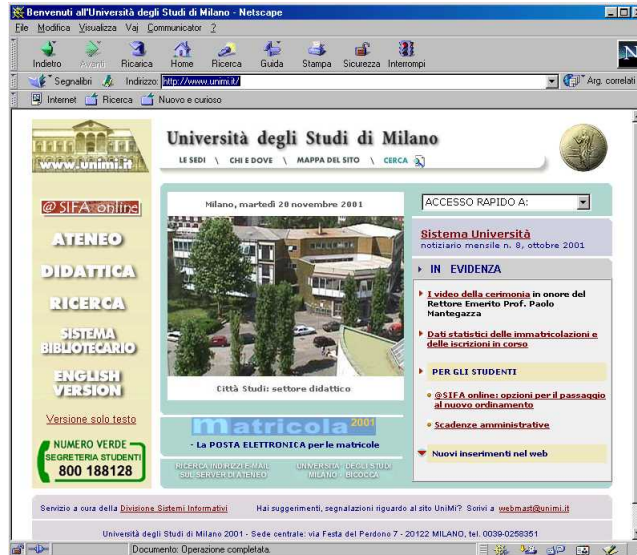 Benvenuti all'Università degli Studi di Milano - Netscape
File Modifica Visualizza Vai Communicator ?
Indietro Avanti Ricarica Home Ricerca Guida Stampa Sicurezza Interrompi N
Segnalibri Indirizzo: http://www.unimi.it/ Arg. correlati
Internet Ricerca Nuovo e curioso
www.unimi.it
Università degli Studi di Milano
LE SEDI \ CHI E DOVE \ MAPPA DEL SITO \ CERCA
@SIFA online
ATENEO
DIDATTICA
RICERCA
SISTEMA
BIBLIOTECARIO
ENGLISH
VERSION
Versione solo testo
NUMERO VERDE
SEGRETERIA STUDENTI
800 188128
Milano, martedì 20 novembre 2001
Città Studi: settore didattico
Matricola 2001
- La POSTA ELETTRONICA per le matricole
RICERCA INDIRIZZI E-MAIL
SUL SERVER DI ATENEO
UNIVERSITA' DEGLI STUDI
MILANO - BICOCCA
ACCESSO RAPIDO A:
Sistema Università
notiziario mensile n. 8, ottobre 2001
IN EVIDENZA
I video della cerimonia in onore del
Rettore Emerito Prof. Paolo
Mantegazza
Dati statistici delle immatricolazioni e
delle iscrizioni in corso
PER GLI STUDENTI
@SIFA online: opzioni per il passaggio
al nuovo ordinamento
Scadenze amministrative
Nuovi inserimenti nel web
Servizio a cura della Divisione Sistemi Informativi Hai suggerimenti, segnalazioni riguardo al sito UniMi? Scrivi a webmast@unimi.it
Università degli Studi di Milano 2001 - Sede centrale: via Festa del Perdono 7 - 20122 MILANO, tel. 0039-0258351
Documento: Operazione completata.